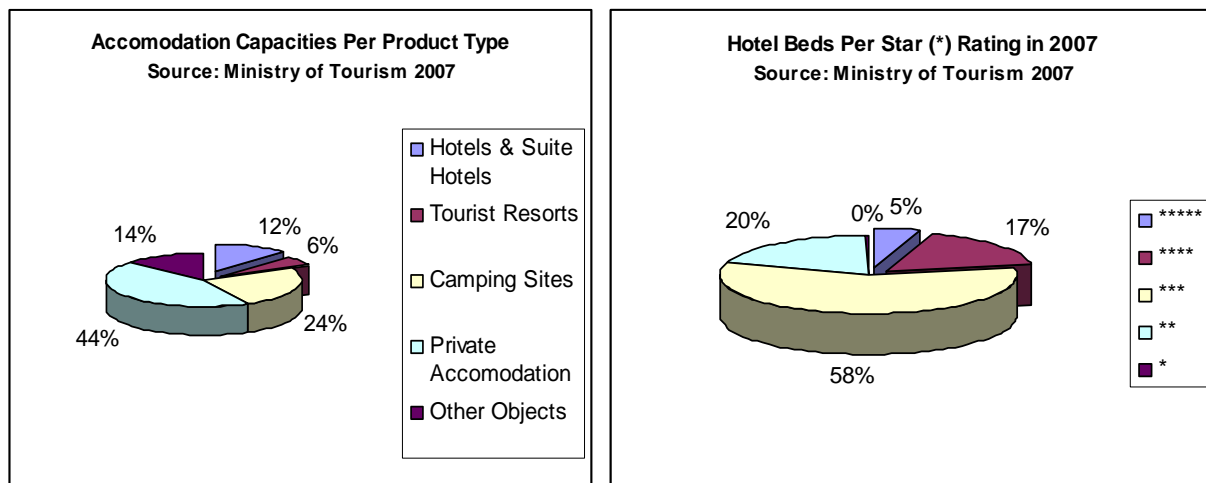 Accomodation Capacities Per Product Type
Source: Ministry of Tourism 2007
Hotels & Suite
Hotels
Tourist Resorts
Camping Sites
Private
Accomodation
Other Objects
12%
6%
24%
44%
14%
Hotel Beds Per Star (*) Rating in 2007
Source: Ministry of Tourism 2007
5%
17%
58%
20%
0%
*****
****
***
**
*